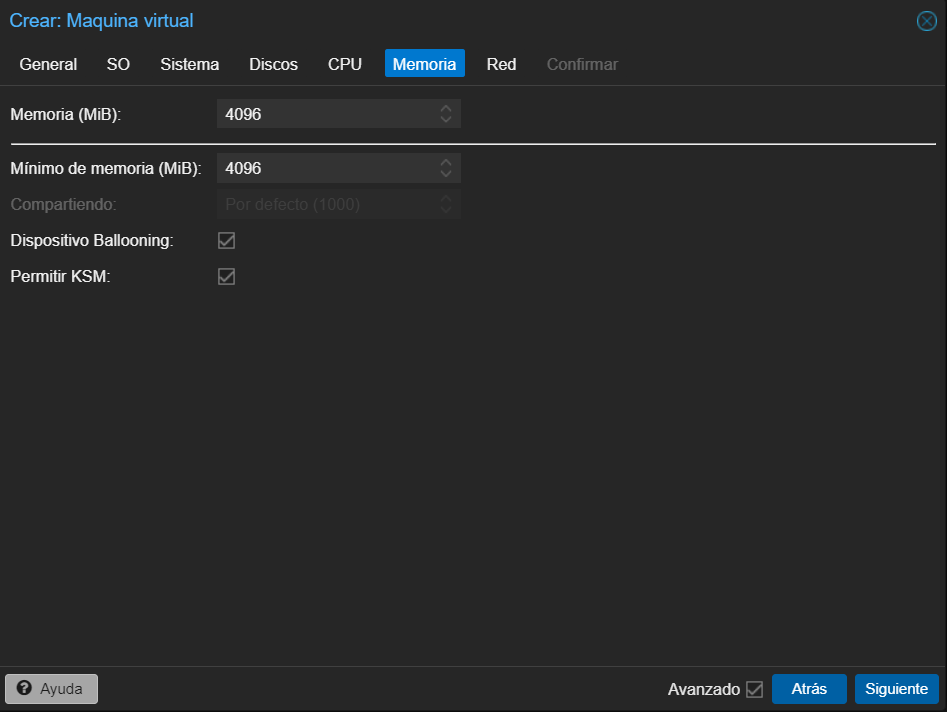 Crear: Maquina virtual
General SO Sistema Discos CPU Memoria Red Confirmar
Memoria (MiB): 4096
Mínimo de memoria (MiB): 4096
Compartiendo: Por defecto (1000)
Dispositivo Ballooning:
Permitir KSM:
Ayuda Avanzado Atrás Siguiente